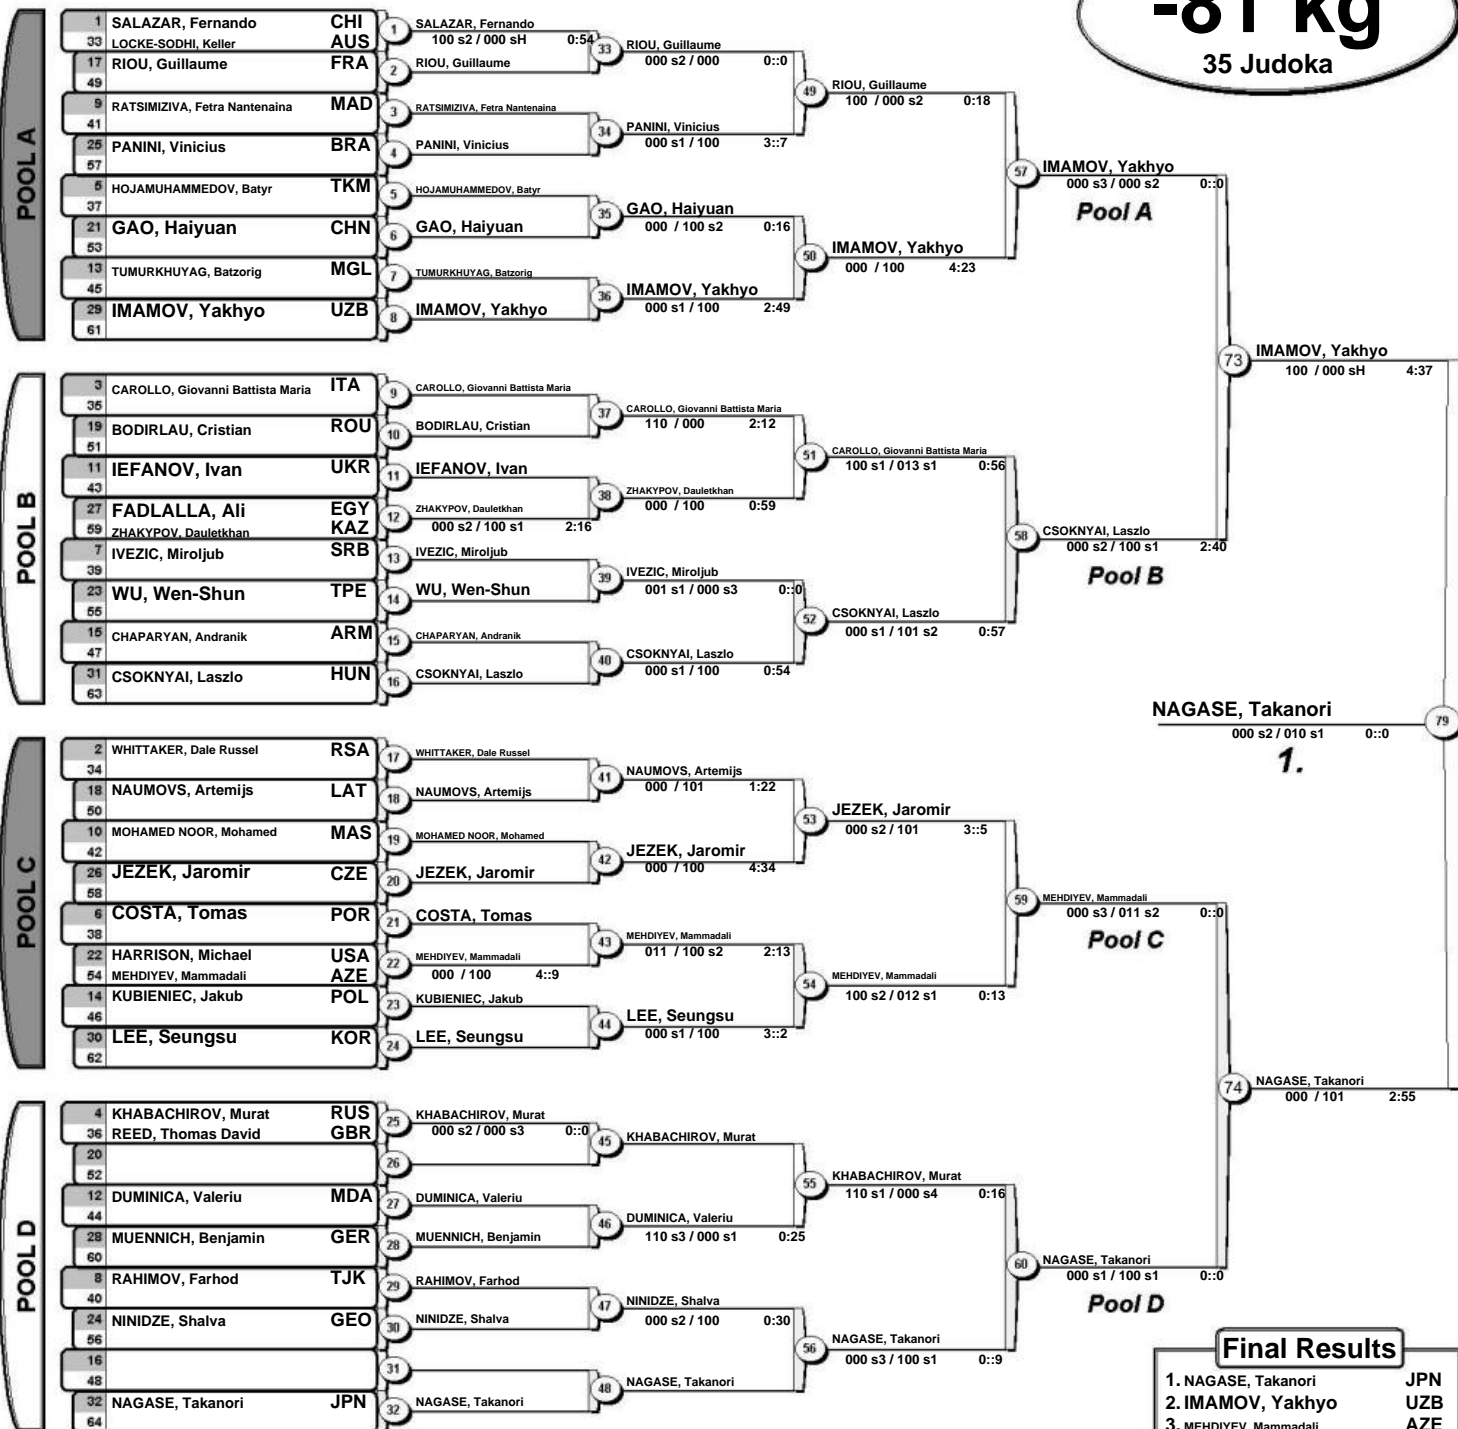 -81 kg
35 Judoka
POOL A
1 SALAZAR, Fernando CHI
33 LOCKE-SODHI, Keller AUS
17 RIOU, Guillaume FRA
49
9 RATSIMIZIVA, Fetra Nantenaina MAD
41
25 PANINI, Vinicius BRA
57
5 HOJAMUHAMMEDOV, Batyr TKM
37
21 GAO, Haiyuan CHN
53
13 TUMURKHUYAG, Batzorig MGL
45
29 IMAMOV, Yakhyo UZB
61
1 SALAZAR, Fernando
100 s2 / 000 sH 0:54
2 RIOU, Guillaume
3 RATSIMIZIVA, Fetra Nantenaina
4 PANINI, Vinicius
5 HOJAMUHAMMEDOV, Batyr
6 GAO, Haiyuan
7 TUMURKHUYAG, Batzorig
8 IMAMOV, Yakhyo
33 RIOU, Guillaume
000 s2 / 000 0::0
34 PANINI, Vinicius
000 s1 / 100 3::7
35 GAO, Haiyuan
000 / 100 s2 0:16
36 IMAMOV, Yakhyo
000 s1 / 100 2:49
49 RIOU, Guillaume
100 / 000 s2 0:18
50 IMAMOV, Yakhyo
000 / 100 4:23
57 IMAMOV, Yakhyo
000 s3 / 000 s2 0::0
Pool A
POOL B
3 CAROLLO, Giovanni Battista Maria ITA
35
19 BODIRLAU, Cristian ROU
51
11 IEFANOV, Ivan UKR
43
27 FADLALLA, Ali EGY
59 ZHAKYPOV, Dauletkhan KAZ
7 IVEZIC, Miroljub SRB
39
23 WU, Wen-Shun TPE
55
15 CHAPARYAN, Andranik ARM
47
31 CSOKNYAI, Laszlo HUN
63
9 CAROLLO, Giovanni Battista Maria
10 BODIRLAU, Cristian
11 IEFANOV, Ivan
12 ZHAKYPOV, Dauletkhan
000 s2 / 100 s1 2:16
13 IVEZIC, Miroljub
14 WU, Wen-Shun
15 CHAPARYAN, Andranik
16 CSOKNYAI, Laszlo
37 CAROLLO, Giovanni Battista Maria
110 / 000 2:12
38 ZHAKYPOV, Dauletkhan
000 / 100 0:59
39 IVEZIC, Miroljub
001 s1 / 000 s3 0::0
40 CSOKNYAI, Laszlo
000 s1 / 100 0:54
51 CAROLLO, Giovanni Battista Maria
100 s1 / 013 s1 0:56
52 CSOKNYAI, Laszlo
000 s1 / 101 s2 0:57
58 CSOKNYAI, Laszlo
000 s2 / 100 s1 2:40
Pool B
73 IMAMOV, Yakhyo
100 / 000 sH 4:37
NAGASE, Takanori 79
000 s2 / 010 s1 0::0
1.
POOL C
2 WHITTAKER, Dale Russel RSA
34
18 NAUMOVS, Artemijs LAT
50
10 MOHAMED NOOR, Mohamed MAS
42
26 JEZEK, Jaromir CZE
58
6 COSTA, Tomas POR
38
22 HARRISON, Michael USA
54 MEHDIYEV, Mammadali AZE
14 KUBIENIEC, Jakub POL
46
30 LEE, Seungsu KOR
62
17 WHITTAKER, Dale Russel
18 NAUMOVS, Artemijs
19 MOHAMED NOOR, Mohamed
20 JEZEK, Jaromir
21 COSTA, Tomas
22 MEHDIYEV, Mammadali
000 / 100 4::9
23 KUBIENIEC, Jakub
24 LEE, Seungsu
41 NAUMOVS, Artemijs
000 / 101 1:22
42 JEZEK, Jaromir
000 / 100 4:34
43 MEHDIYEV, Mammadali
011 / 100 s2 2:13
44 LEE, Seungsu
000 s1 / 100 3::2
53 JEZEK, Jaromir
000 s2 / 101 3::5
54 MEHDIYEV, Mammadali
100 s2 / 012 s1 0:13
59 MEHDIYEV, Mammadali
000 s3 / 011 s2 0::0
Pool C
74 NAGASE, Takanori
000 / 101 2:55
POOL D
4 KHABACHIROV, Murat RUS
36 REED, Thomas David GBR
20
52
12 DUMINICA, Valeriu MDA
44
28 MUENNICH, Benjamin GER
60
8 RAHIMOV, Farhod TJK
40
24 NINIDZE, Shalva GEO
56
16
48
32 NAGASE, Takanori JPN
64
25 KHABACHIROV, Murat
000 s2 / 000 s3 0::0
26
27 DUMINICA, Valeriu
28 MUENNICH, Benjamin
29 RAHIMOV, Farhod
30 NINIDZE, Shalva
31
32 NAGASE, Takanori
45 KHABACHIROV, Murat
46 DUMINICA, Valeriu
110 s3 / 000 s1 0:25
47 NINIDZE, Shalva
000 s2 / 100 0:30
48 NAGASE, Takanori
55 KHABACHIROV, Murat
110 s1 / 000 s4 0:16
56 NAGASE, Takanori
000 s3 / 100 s1 0::9
60 NAGASE, Takanori
000 s1 / 100 s1 0::0
Pool D
Final Results
1. NAGASE, Takanori JPN
2. IMAMOV, Yakhyo UZB
3. MEHDIYEV, Mammadali AZE